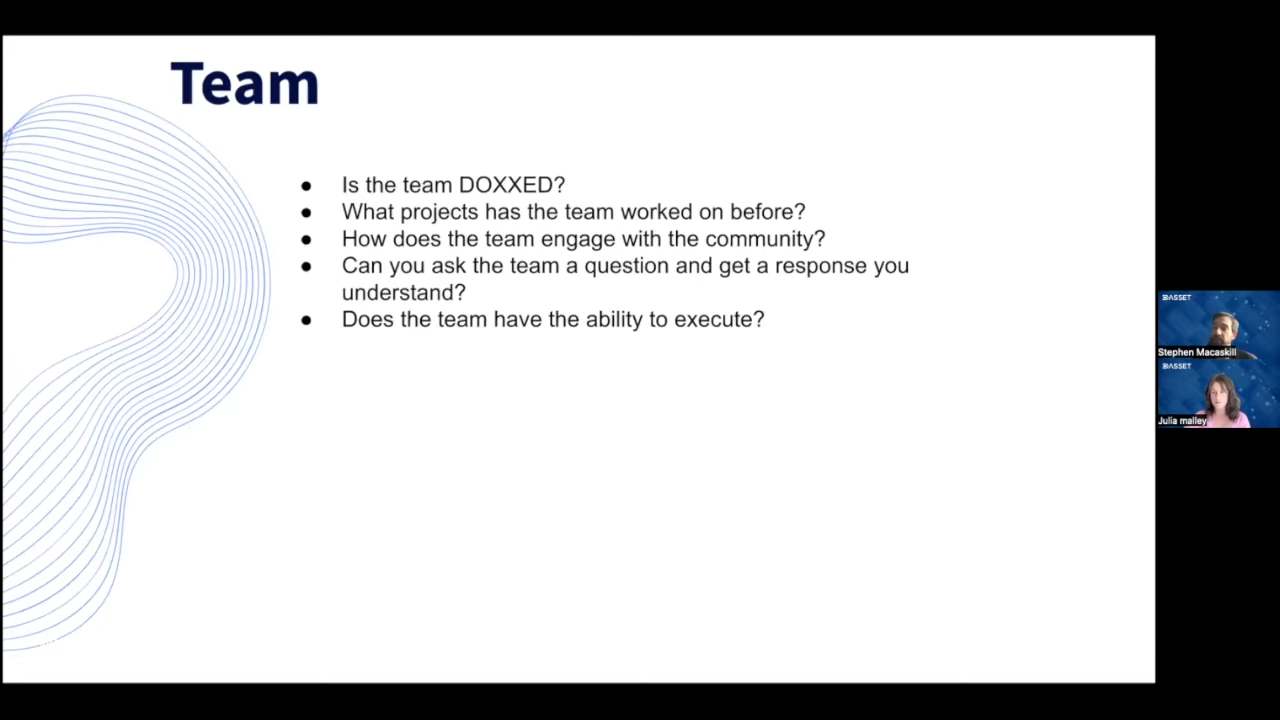 Team
● Is the team DOXXED?
● What projects has the team worked on before?
● How does the team engage with the community?
● Can you ask the team a question and get a response you
understand?
● Does the team have the ability to execute?
DASSET
Stephen Macaskill
DASSET
Julia malley